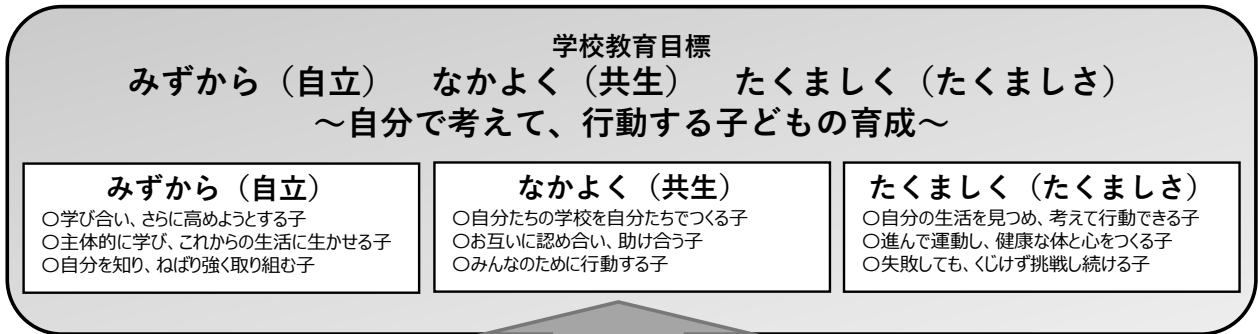 学校教育目標
みずから（自立）　なかよく（共生）　たくましく（たくましさ）
～自分で考えて、行動する子どもの育成～
みずから（自立）
〇学び合い、さらに高めようとする子
〇主体的に学び、これからの生活に生かせる子
〇自分を知り、ねばり強く取り組む子
なかよく（共生）
〇自分たちの学校を自分たちでつくる子
〇お互いに認め合い、助け合う子
〇みんなのために行動する子
たくましく（たくましさ）
〇自分の生活を見つめ、考えて行動できる子
〇進んで運動し、健康な体と心をつくる子
〇失敗しても、くじけず挑戦し続ける子